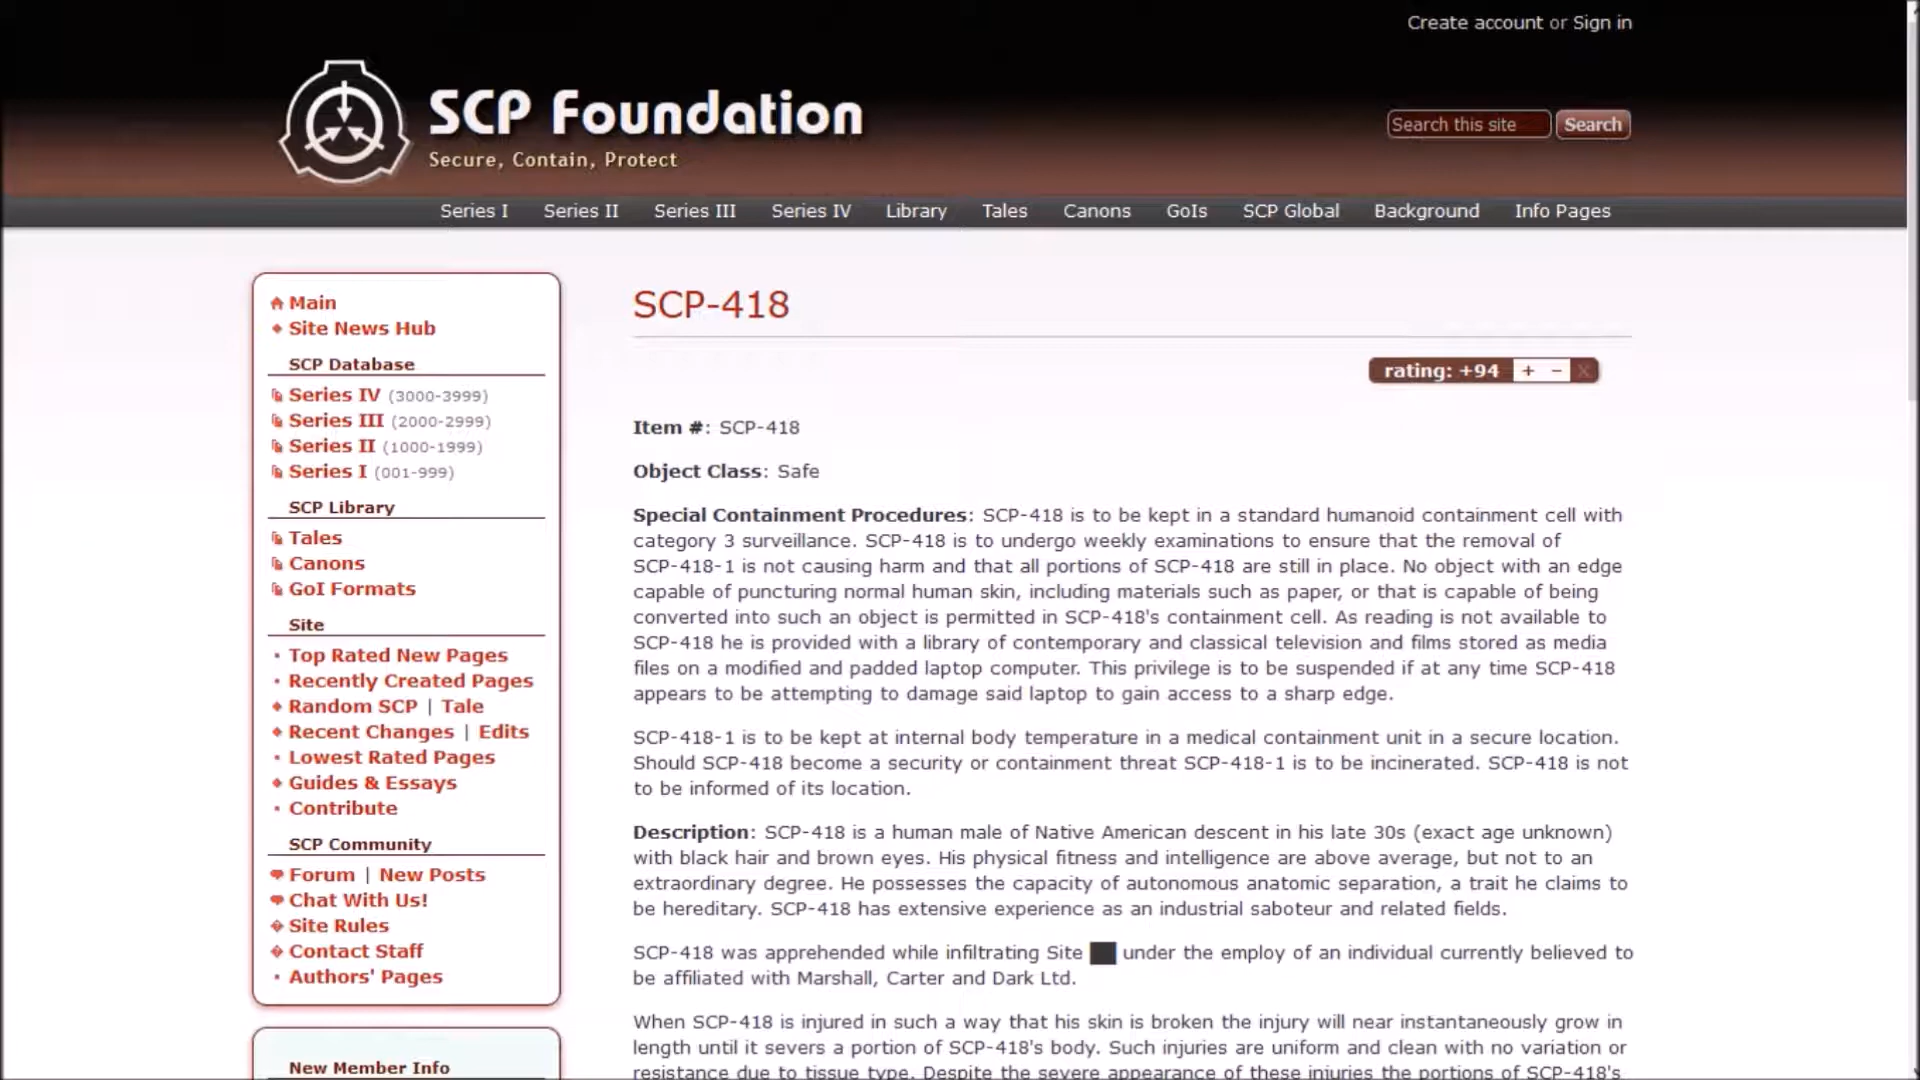 Create account or Sign in
SCP Foundation
Secure, Contain, Protect
Search this site Search
Series I Series II Series III Series IV Library Tales Canons GoIs SCP Global Background Info Pages
Main
Site News Hub
SCP Database
Series IV (3000-3999)
Series III (2000-2999)
Series II (1000-1999)
Series I (001-999)
SCP Library
Tales
Canons
GoI Formats
Site
Top Rated New Pages
Recently Created Pages
Random SCP | Tale
Recent Changes | Edits
Lowest Rated Pages
Guides & Essays
Contribute
SCP Community
Forum | New Posts
Chat With Us!
Site Rules
Contact Staff
Authors' Pages
New Member Info
SCP-418
rating: +94 + − X
Item #: SCP-418
Object Class: Safe
Special Containment Procedures: SCP-418 is to be kept in a standard humanoid containment cell with
category 3 surveillance. SCP-418 is to undergo weekly examinations to ensure that the removal of
SCP-418-1 is not causing harm and that all portions of SCP-418 are still in place. No object with an edge
capable of puncturing normal human skin, including materials such as paper, or that is capable of being
converted into such an object is permitted in SCP-418's containment cell. As reading is not available to
SCP-418 he is provided with a library of contemporary and classical television and films stored as media
files on a modified and padded laptop computer. This privilege is to be suspended if at any time SCP-418
appears to be attempting to damage said laptop to gain access to a sharp edge.
SCP-418-1 is to be kept at internal body temperature in a medical containment unit in a secure location.
Should SCP-418 become a security or containment threat SCP-418-1 is to be incinerated. SCP-418 is not
to be informed of its location.
Description: SCP-418 is a human male of Native American descent in his late 30s (exact age unknown)
with black hair and brown eyes. His physical fitness and intelligence are above average, but not to an
extraordinary degree. He possesses the capacity of autonomous anatomic separation, a trait he claims to
be hereditary. SCP-418 has extensive experience as an industrial saboteur and related fields.
SCP-418 was apprehended while infiltrating Site ██ under the employ of an individual currently believed to
be affiliated with Marshall, Carter and Dark Ltd.
When SCP-418 is injured in such a way that his skin is broken the injury will near instantaneously grow in
length until it severs a portion of SCP-418's body. Such injuries are uniform and clean with no variation or
resistance due to tissue type. Despite the severe appearance of these injuries the portions of SCP-418's